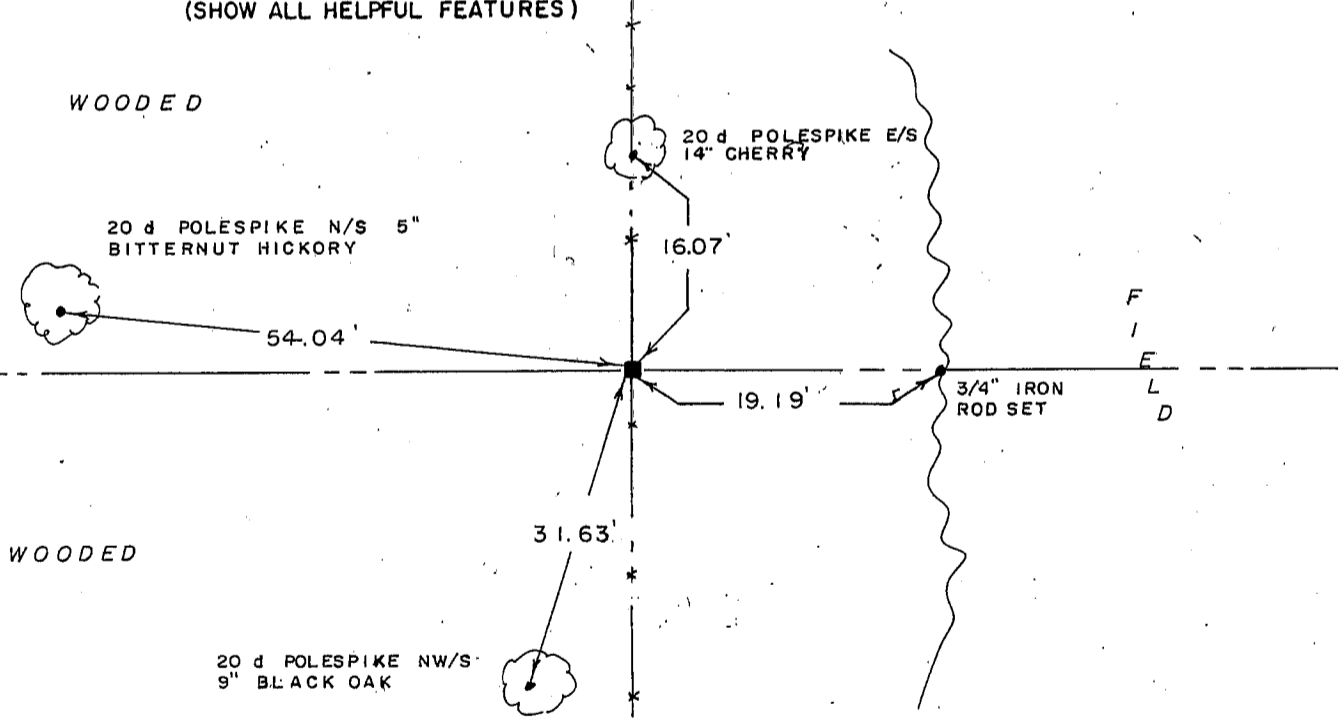 (SHOW ALL HELPFUL FEATURES)
WOODED
20 d POLESPIKE E/S
14" CHERRY
20 d POLESPIKE N/S 5"
BITTERNUT HICKORY
16.07'
54.04'
FIELD
19.19'
3/4" IRON
ROD SET
31.63'
WOODED
20 d POLESPIKE NW/S
9" BLACK OAK